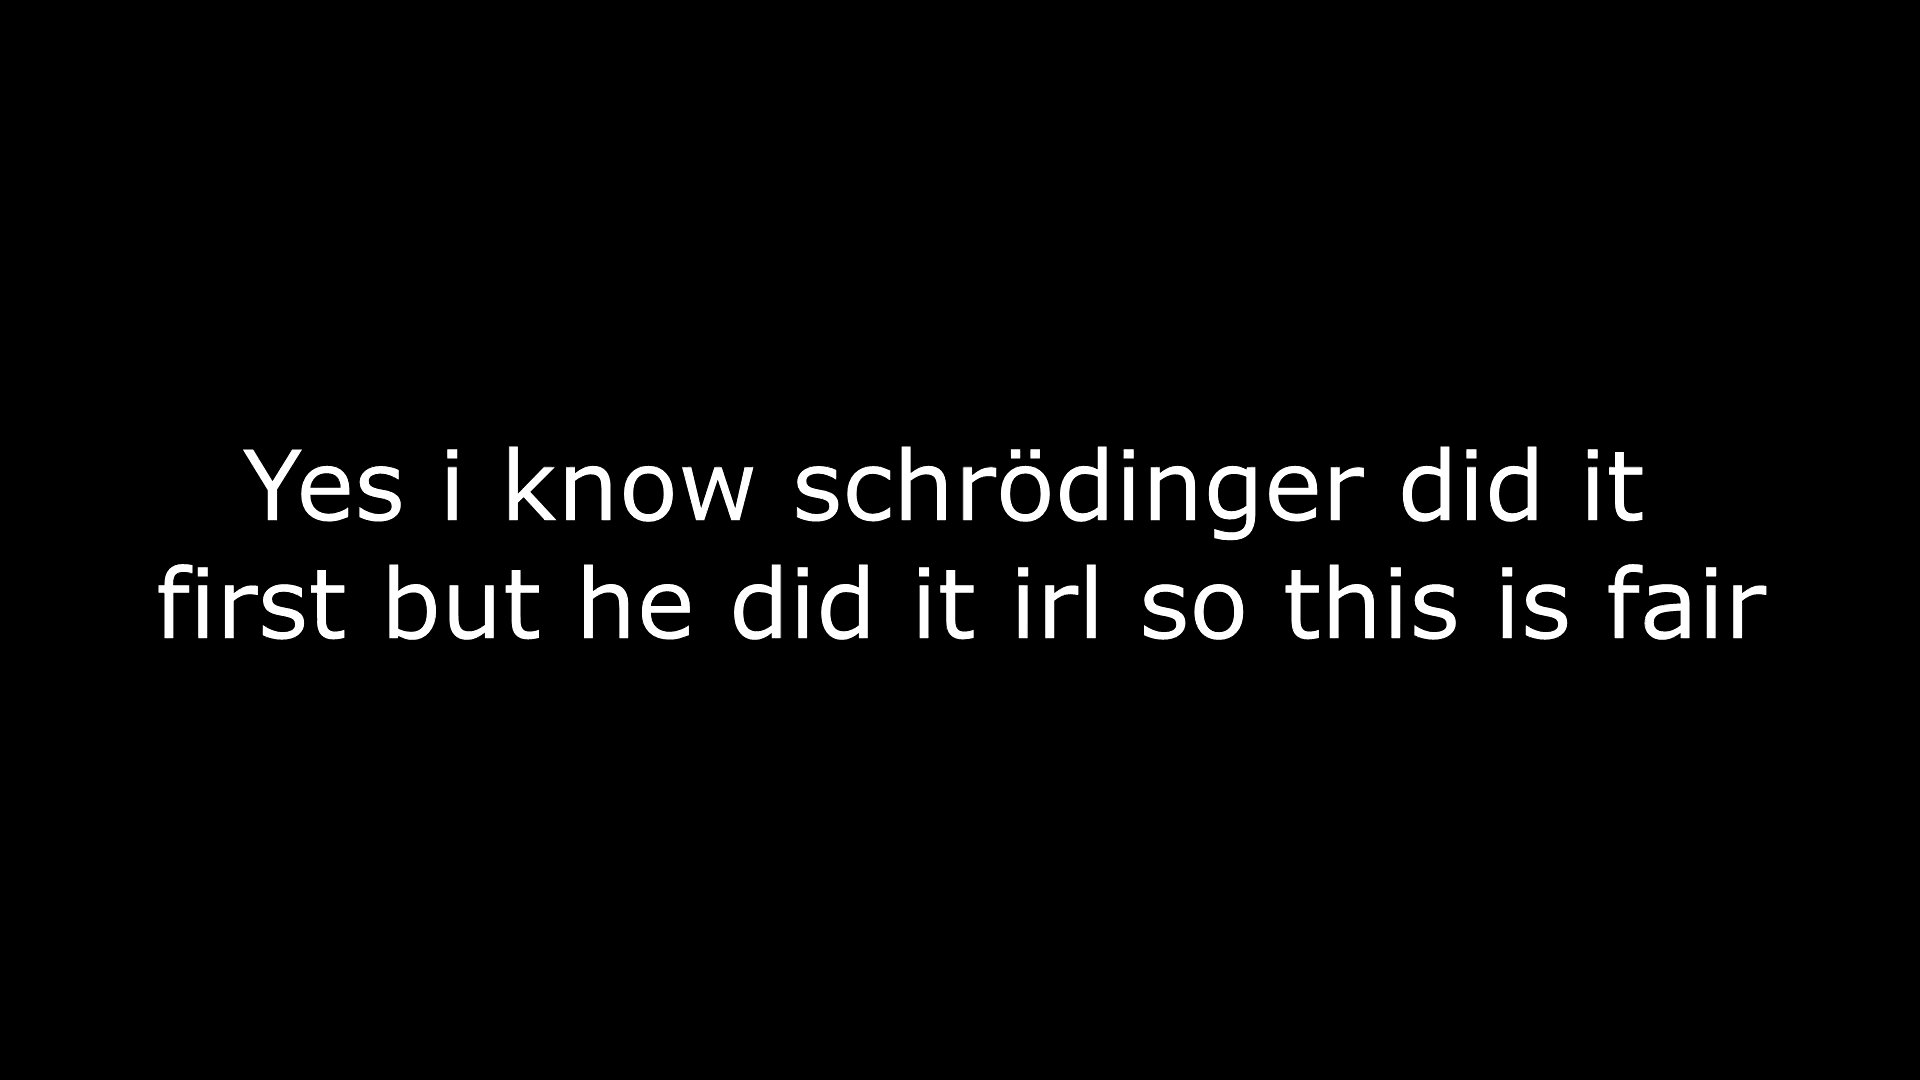 Yes i know schrödinger did it
first but he did it irl so this is fair